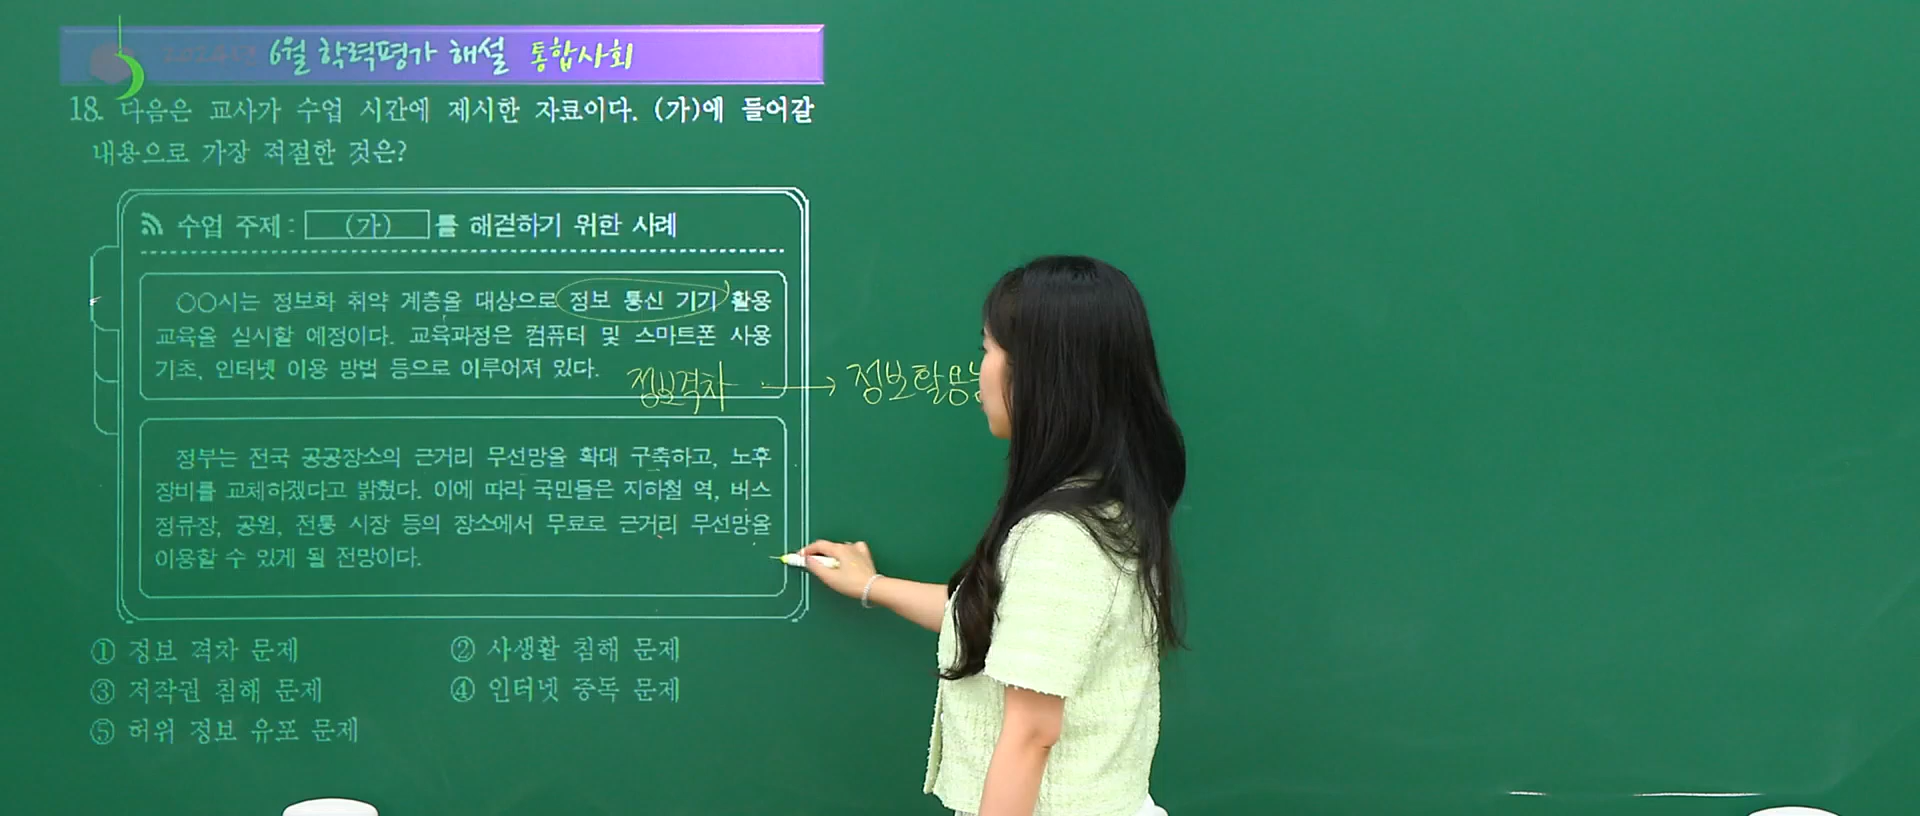 6월 학력평가 해설 통합사회
18. 다음은 교사가 수업 시간에 제시한 자료이다. (가)에 들어갈
내용으로 가장 적절한 것은?
수업 주제 : (가) 를 해결하기 위한 사례
○○시는 정보화 취약 계층을 대상으로 정보 통신 기기 활용
교육을 실시할 예정이다. 교육과정은 컴퓨터 및 스마트폰 사용
기초, 인터넷 이용 방법 등으로 이루어져 있다.
정보격차 → 정보활용
정부는 전국 공공장소의 근거리 무선망을 확대 구축하고, 노후
장비를 교체하겠다고 밝혔다. 이에 따라 국민들은 지하철 역, 버스
정류장, 공원, 전통 시장 등의 장소에서 무료로 근거리 무선망을
이용할 수 있게 될 전망이다.
① 정보 격차 문제
② 사생활 침해 문제
③ 저작권 침해 문제
④ 인터넷 중독 문제
⑤ 허위 정보 유포 문제